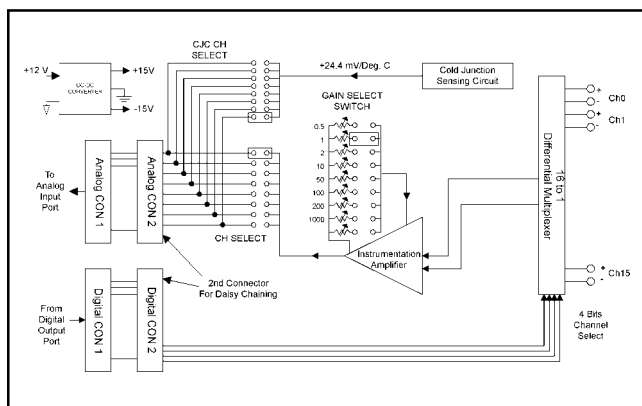 CJC CH
SELECT
+12 V
DC-DC
CONVERTER
+15V
-15V
+24.4 mV/Deg. C
Cold Junction
Sensing Circuit
GAIN SELECT
SWITCH
0.5
1
2
10
50
100
200
1000
+
-
Ch0
+
-
Ch1
16 to 1
Differential Multiplexer
To
Analog
Input
Port
Analog CON 1
Analog CON 2
CH SELECT
Instrumentation
Amplifier
2nd Connector
For Daisy Chaining
+
-
Ch15
From
Digital
Output
Port
Digital CON 1
Digital CON 2
4 Bits
Channel
Select